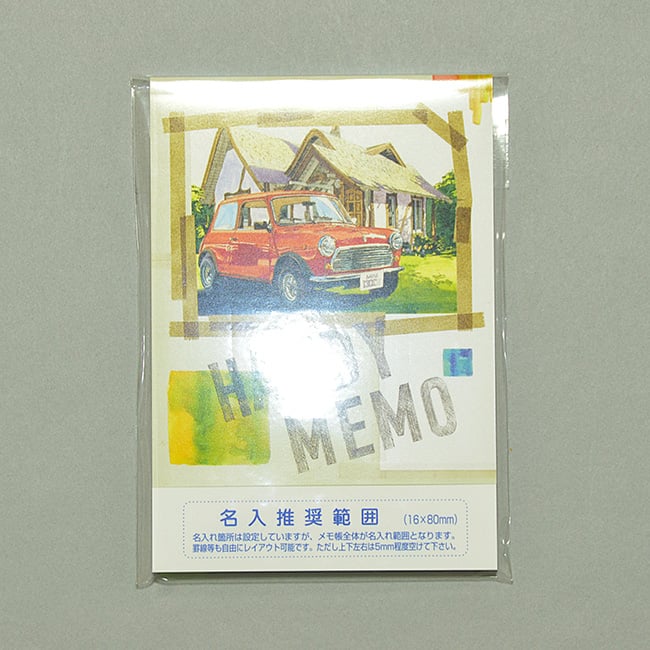 MEMO
名入推奨範囲 (16×80mm)
名入れ箇所は設定していますが、メモ帳全体が名入れ範囲となります。
罫線等も自由にレイアウト可能です。ただし上下左右は5mm程度空けて下さい。